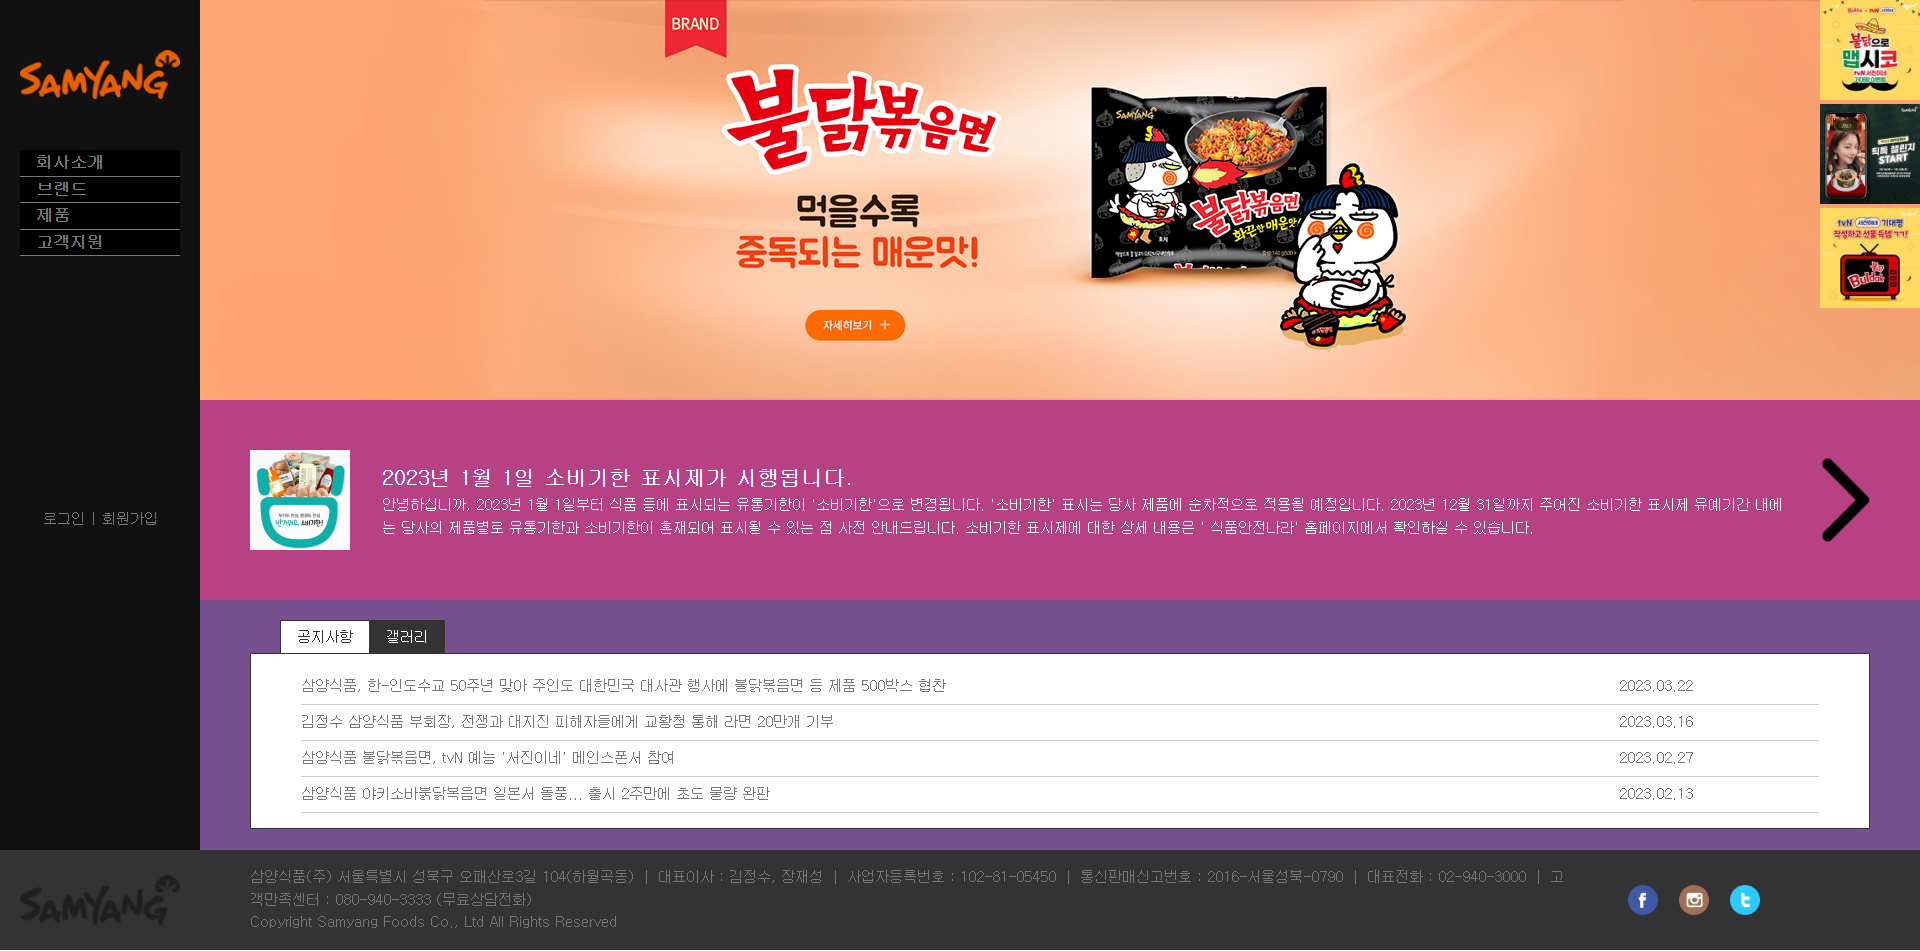 SAMYANG
회사소개
브랜드
제품
고객지원
로그인 | 회원가입
BRAND
불닭볶음면
먹을수록
중독되는 매운맛!
자세히보기 +
SAMYANG
불닭볶음면
화끈한 매운맛!
불닭으로
맵시코
tvN 서진이네
기대평 이벤트
틱톡 챌린지
START
tvN 서진이네 기대평
작성하고 선물 득템 ㄱㄱ!
불닭
Buldak
반가워요, 소비기한!
2023년 1월 1일 소비기한 표시제가 시행됩니다.
안녕하십니까, 2023년 1월 1일부터 식품 등에 표시되는 유통기한이 '소비기한'으로 변경됩니다. '소비기한' 표시는 당사 제품에 순차적으로 적용될 예정입니다. 2023년 12월 31일까지 주어진 소비기한 표시제 유예기간 내에
는 당사의 제품별로 유통기한과 소비기한이 혼재되어 표시될 수 있는 점 사전 안내드립니다. 소비기한 표시제에 대한 상세 내용은 ' 식품안전나라' 홈페이지에서 확인하실 수 있습니다.
공지사항
갤러리
삼양식품, 한-인도수교 50주년 맞아 주인도 대한민국 대사관 행사에 불닭볶음면 등 제품 500박스 협찬 2023.03.22
김정수 삼양식품 부회장, 전쟁과 대지진 피해자들에게 교황청 통해 라면 20만개 기부 2023.03.16
삼양식품 불닭볶음면, tvN 예능 '서진이네' 메인스폰서 참여 2023.02.27
삼양식품 야키소바붉닭복음면 일본서 돌풍... 출시 2주만에 초도 물량 완판 2023.02.13
SAMYANG
삼양식품(주) 서울특별시 성북구 오패산로3길 104(하월곡동) | 대표이사 : 김정수, 장재성 | 사업자등록번호 : 102-81-05450 | 통신판매신고번호 : 2016-서울성북-0790 | 대표전화 : 02-940-3000 | 고
객만족센터 : 080-940-3333 (무료상담전화)
Copyright Samyang Foods Co., Ltd All Rights Reserved